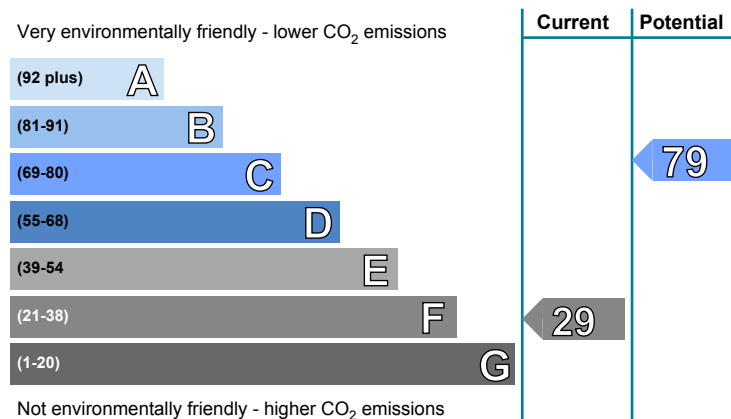 Current Potential
Very environmentally friendly - lower CO2 emissions
(92 plus) A
(81-91) B
(69-80) C
79
(55-68) D
(39-54 E
(21-38) F
29
(1-20) G
Not environmentally friendly - higher CO2 emissions